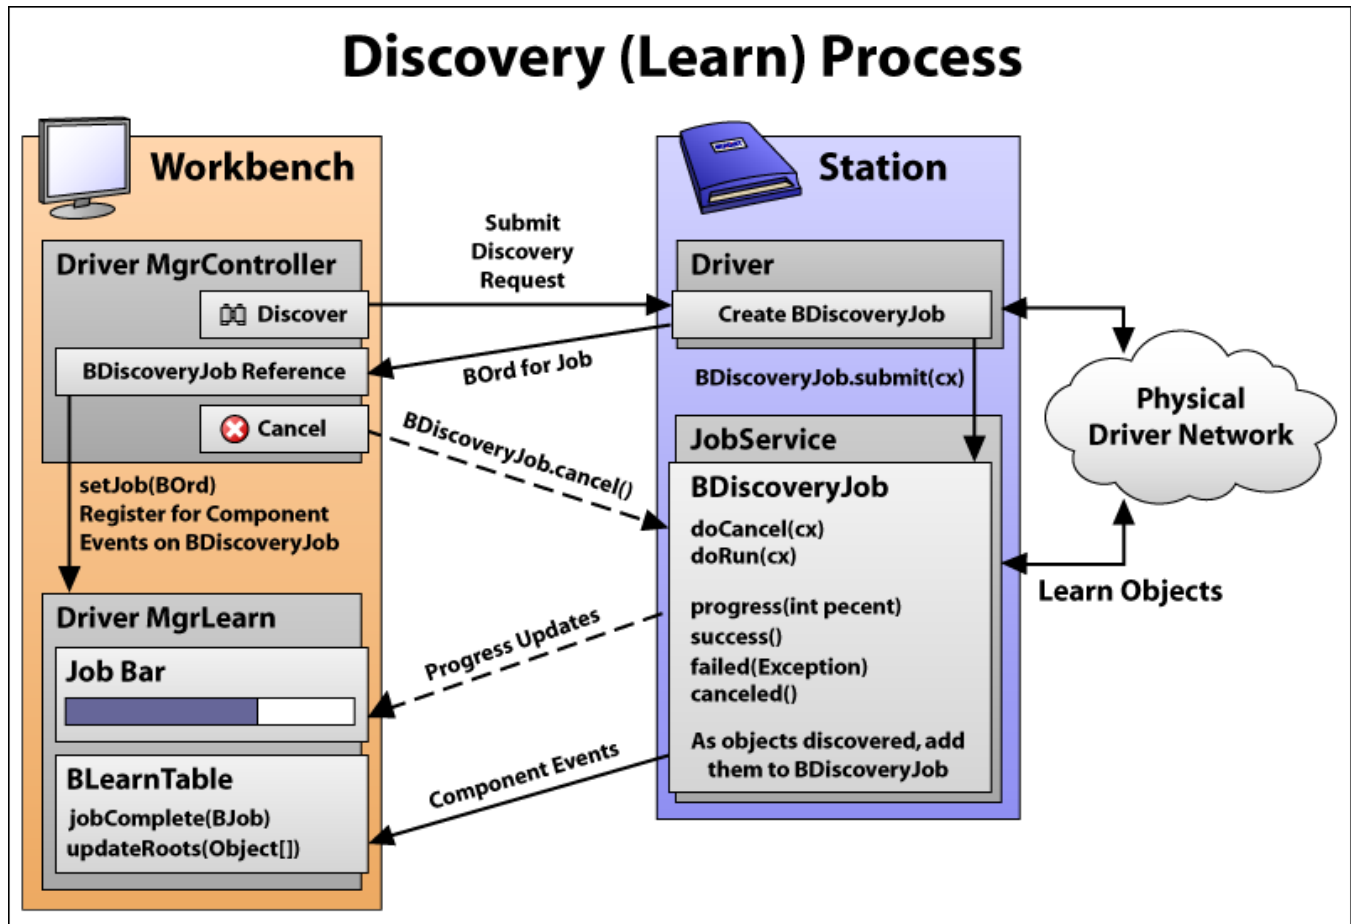 Discovery (Learn) Process
Workbench
Driver MgrController
Discover
BDiscoveryJob Reference
Cancel
setJob(BOrd)
Register for Component
Events on BDiscoveryJob
Driver MgrLearn
Job Bar
BLearnTable
jobComplete(BJob)
updateRoots(Object[])
Submit
Discovery
Request
BOrd for Job
BDiscoveryJob.cancel()
Progress Updates
Component Events
Station
Driver
Create BDiscoveryJob
BDiscoveryJob.submit(cx)
JobService
BDiscoveryJob
doCancel(cx)
doRun(cx)
progress(int pecent)
success()
failed(Exception)
canceled()
As objects discovered, add
them to BDiscoveryJob
Physical
Driver Network
Learn Objects